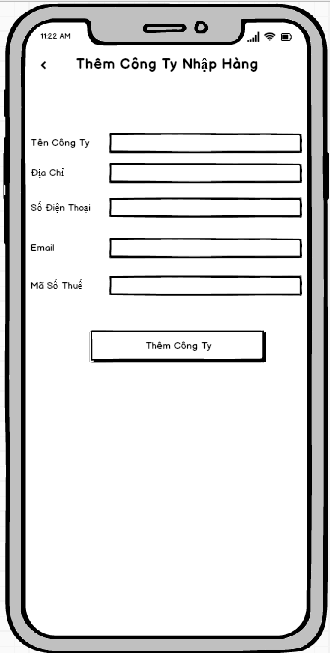 11:22 AM
Thêm Công Ty Nhập Hàng
Tên Công Ty
Địa Chỉ
Số Điện Thoại
Email
Mã Số Thuế
Thêm Công Ty